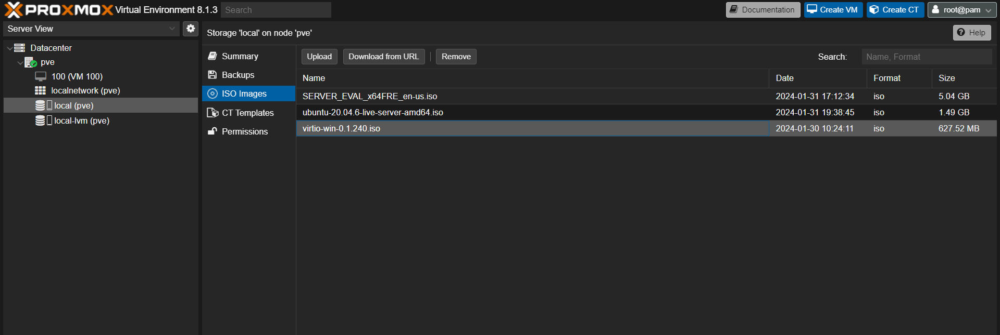 PROXMOX Virtual Environment 8.1.3 Search Documentation Create VM Create CT root@pam
Server View
Storage 'local' on node 'pve' Help
Datacenter
pve
100 (VM 100)
localnetwork (pve)
local (pve)
local-lvm (pve)
Summary
Backups
ISO Images
CT Templates
Permissions
Upload Download from URL Remove Search: Name, Format
Name Date Format Size
SERVER_EVAL_x64FRE_en-us.iso 2024-01-31 17:12:34 iso 5.04 GB
ubuntu-20.04.6-live-server-amd64.iso 2024-01-31 19:38:45 iso 1.49 GB
virtio-win-0.1.240.iso 2024-01-30 10:24:11 iso 627.52 MB